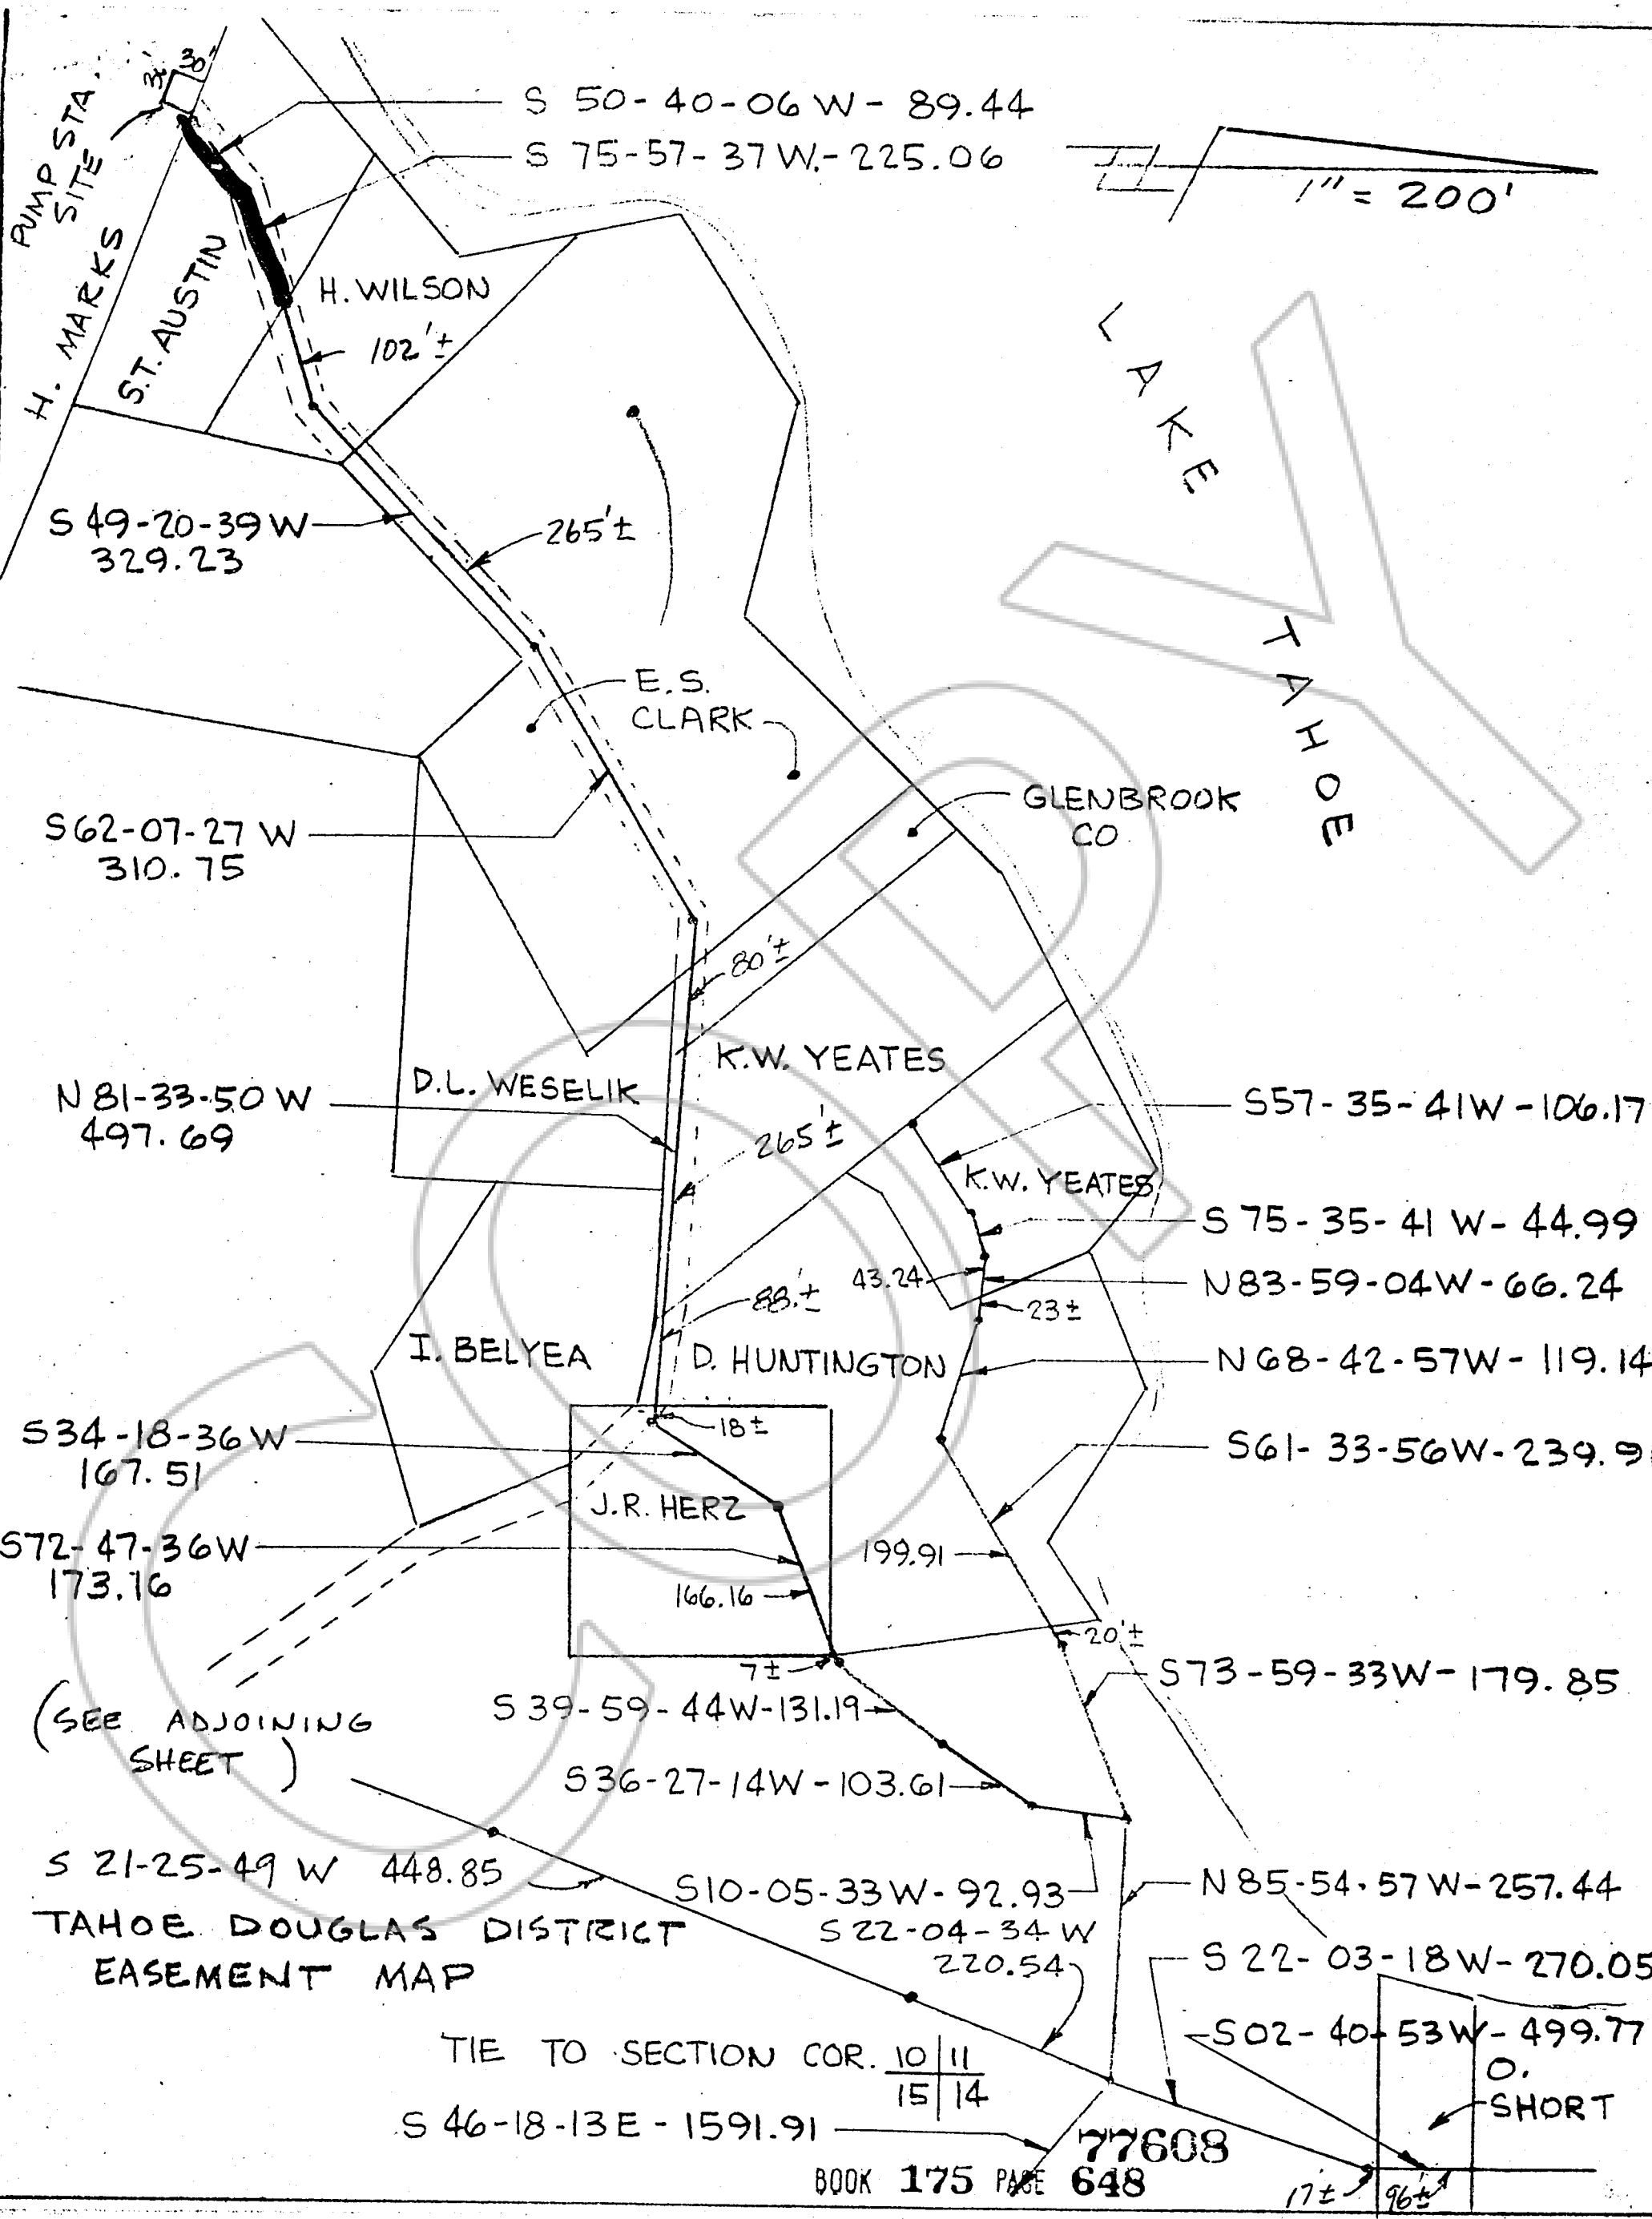 30
S 50-40-06 W - 89.44
S 75-57-37 W. - 225.06
1" = 200'
PUMP STA.
SITE
H. MARKS
S.T. AUSTIN
H. WILSON
102'±
LAKE
TAHOE
S 49-20-39 W
329.23
265'±
E.S.
CLARK
GLENBROOK
CO
S 62-07-27 W
310.75
80'±
K.W. YEATES
D.L. WESELIK
N 81-33-50 W
497.69
S57-35-41W-106.17
265'±
K.W. YEATES
S 75-35-41 W-44.99
43.24
N83-59-04W-66.24
88'±
23±
I. BELYEA
D. HUNTINGTON
N68-42-57W-119.14
18±
S34-18-36W
167.51
S61-33-56W-239.9
J.R. HERZ
S72-47-36W
173.16
199.91
166.16
20'±
7±
S73-59-33W-179.85
S 39-59-44W-131.19
(SEE ADJOINING
SHEET)
S36-27-14W-103.61
S 21-25-49 W 448.85
S10-05-33W-92.93
N 85-54-57W-257.44
TAHOE DOUGLAS DISTRICT
EASEMENT MAP
S 22-04-34 W
220.54
S 22-03-18W-270.05
S02-40-53W-499.77
O.
SHORT
TIE TO SECTION COR. 10|11
15|14
S 46-18-13 E - 1591.91
77608
BOOK 175 PAGE 648
17±
96±
COPY